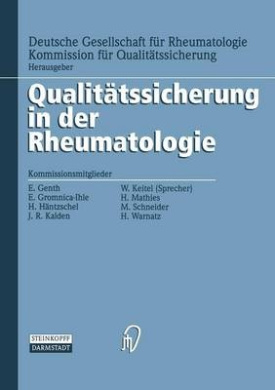 Deutsche Gesellschaft für Rheumatologie
Kommission für Qualitätssicherung
Herausgeber
Qualitätssicherung
in der
Rheumatologie
Kommissionsmitglieder
E. Genth
E. Gromnica-Ihle
H. Häntzschel
J. R. Kalden
W. Keitel (Sprecher)
H. Mathies
M. Schneider
H. Warnatz
STEINKOPFF
DARMSTADT